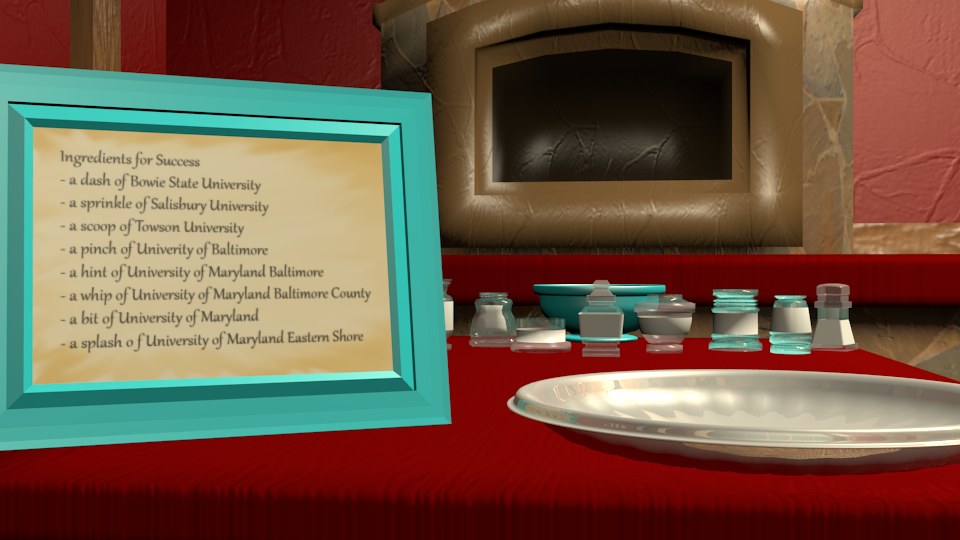 Ingredients for Success
- a dash of Bowie State University
- a sprinkle of Salisbury University
- a scoop of Towson University
- a pinch of Univerity of Baltimore
- a hint of University of Maryland Baltimore
- a whip of University of Maryland Baltimore County
- a bit of University of Maryland
- a splash o f University of Maryland Eastern Shore